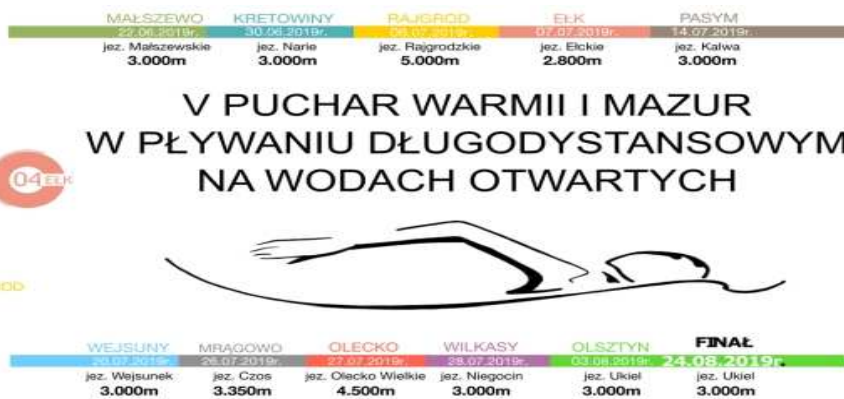 MAŁSZEWO KRETOWINY RAJGRÓD EŁK PASYM
22.06.2019r. 30.06.2019r. 06.07.2019r. 07.07.2019r. 14.07.2019r.
jez. Małszewskie jez. Narie jez. Rajgrodzkie jez. Ełckie jez. Kalwa
3.000m 3.000m 5.000m 2.800m 3.000m
V PUCHAR WARMII I MAZUR
W PŁYWANIU DŁUGODYSTANSOWYM
NA WODACH OTWARTYCH
04 EŁK
OD
WEJSUNY MRĄGOWO OLECKO WILKASY OLSZTYN FINAŁ
20.07.2019r. 26.07.2019r. 27.07.2019r. 28.07.2019r. 03.08.2019r. 24.08.2019r.
jez. Wejsunek jez. Czos jez. Olecko Wielkie jez. Niegocin jez. Ukiel jez. Ukiel
3.000m 3.350m 4.500m 3.000m 3.000m 3.000m